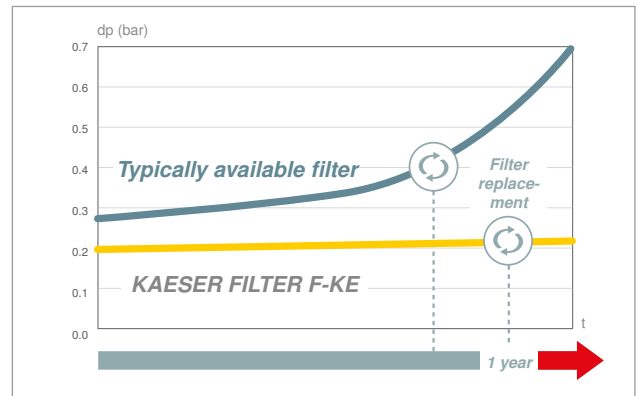 dp (bar)
0.7
0.6
0.5
0.4
0.3
0.2
0.1
0.0
Typically available filter
Filter
replace-
ment
KAESER FILTER F-KE
t
1 year